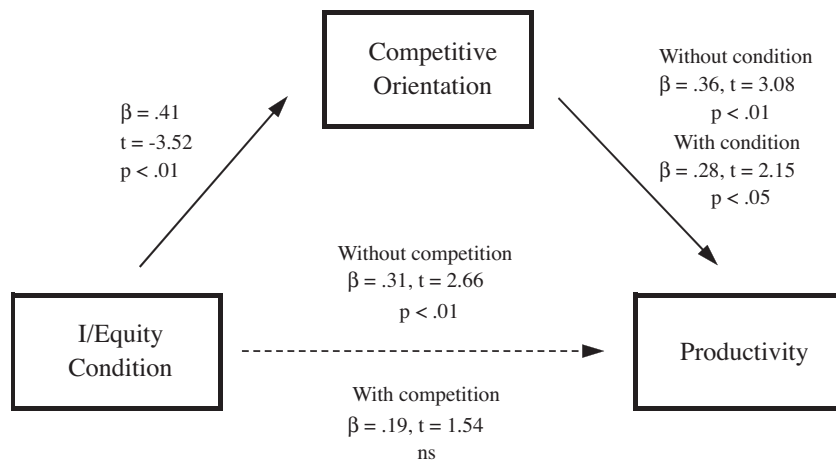 Competitive
Orientation
Without condition
β = .36, t = 3.08
p < .01
With condition
β = .28, t = 2.15
p < .05
β = .41
t = -3.52
p < .01
Without competition
β = .31, t = 2.66
p < .01
I/Equity
Condition
Productivity
With competition
β = .19, t = 1.54
ns